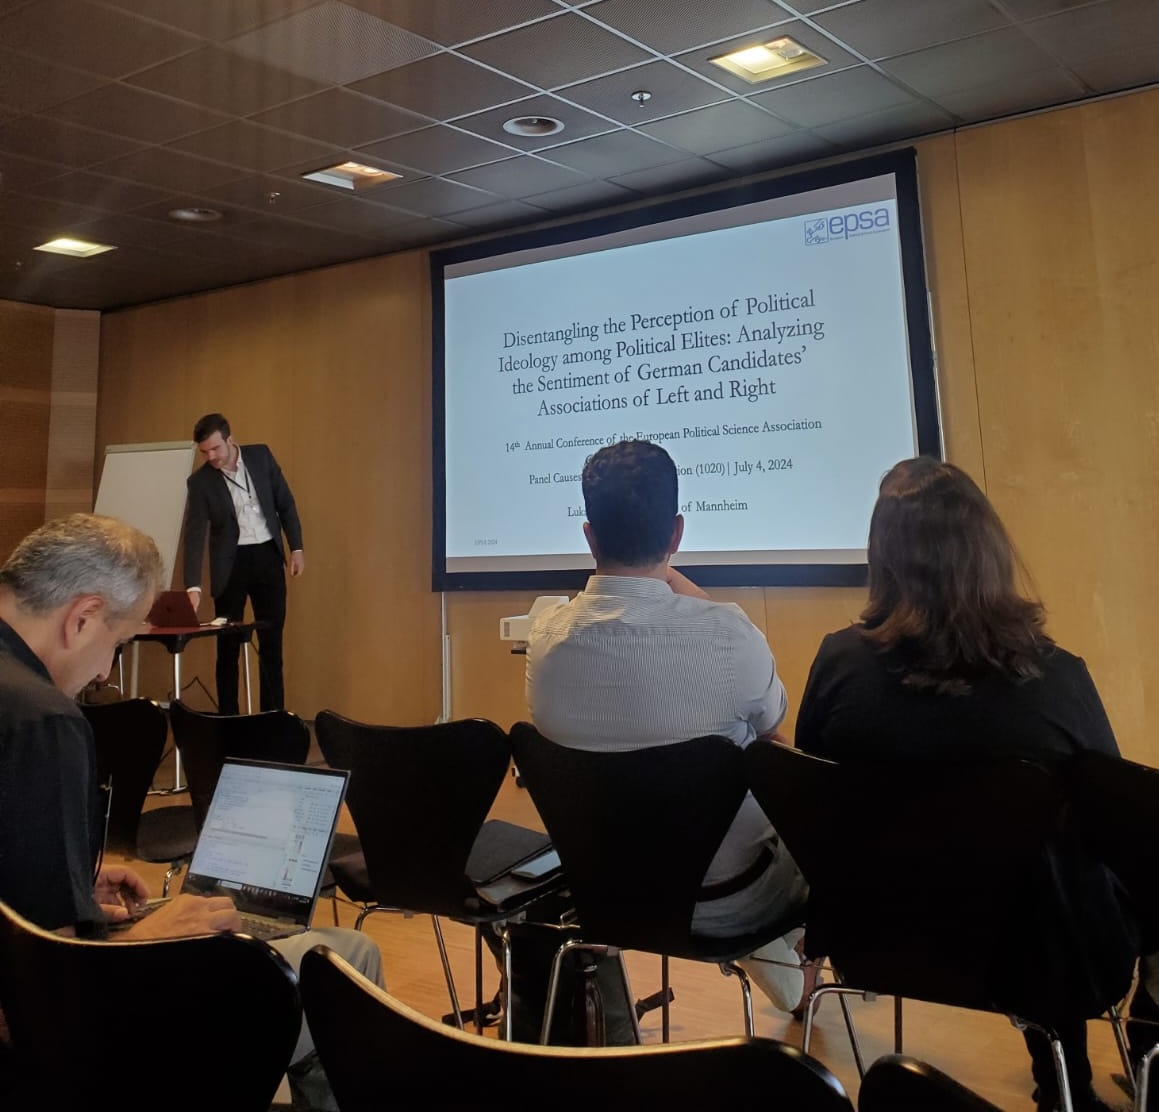 epsa
Disentangling the Perception of Political
Ideology among Political Elites: Analyzing
the Sentiment of German Candidates'
Associations of Left and Right
14th Annual Conference of the European Political Science Association
Panel Causes ion (1020) | July 4, 2024
Luk of Mannheim
EPSA 2024